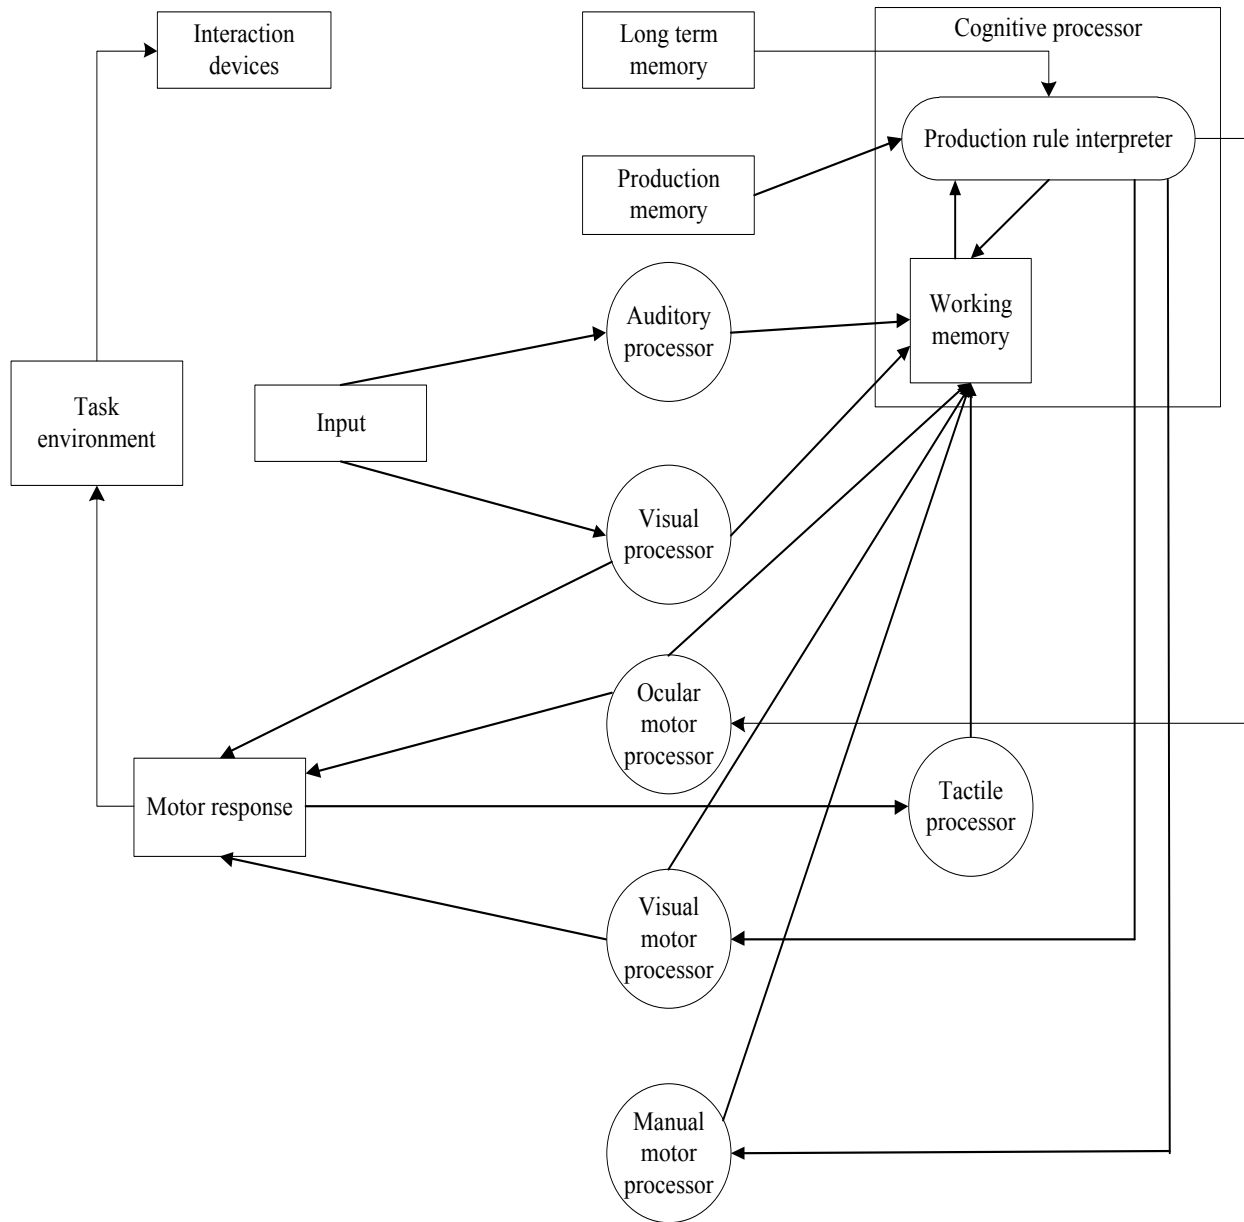 Interaction
devices
Long term
memory
Cognitive processor
Production rule interpreter
Production
memory
Auditory
processor
Working
memory
Task
environment
Input
Visual
processor
Ocular
motor
processor
Motor response
Tactile
processor
Visual
motor
processor
Manual
motor
processor